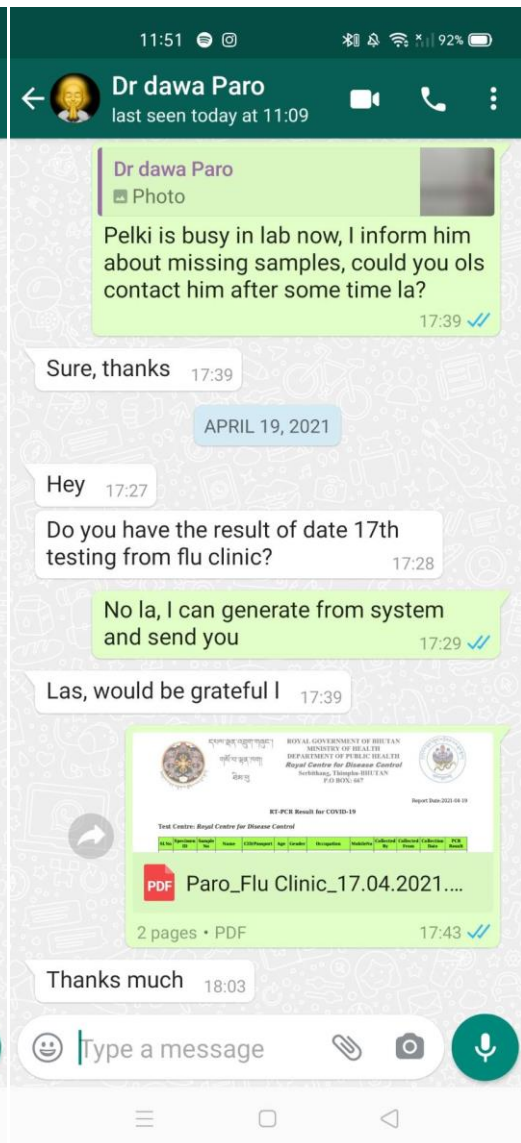 11:51
92%
Dr dawa Paro
last seen today at 11:09
Dr dawa Paro
Photo
Pelki is busy in lab now, I inform him
about missing samples, could you ols
contact him after some time la?
17:39
Sure, thanks 17:39
APRIL 19, 2021
Hey 17:27
Do you have the result of date 17th
testing from flu clinic?
17:28
No la, I can generate from system
and send you
17:29
Las, would be grateful l 17:39
ROYAL GOVERNMENT OF BHUTAN
MINISTRY OF HEALTH
DEPARTMENT OF PUBLIC HEALTH
Royal Centre for Disease Control
Serbithang, Thimphu-BHUTAN
P.O BOX: 667
RT-PCR Result for COVID-19
Test Centre: Royal Centre for Disease Control
PDF Paro_Flu Clinic_17.04.2021....
2 pages • PDF 17:43
Thanks much 18:03
Type a message